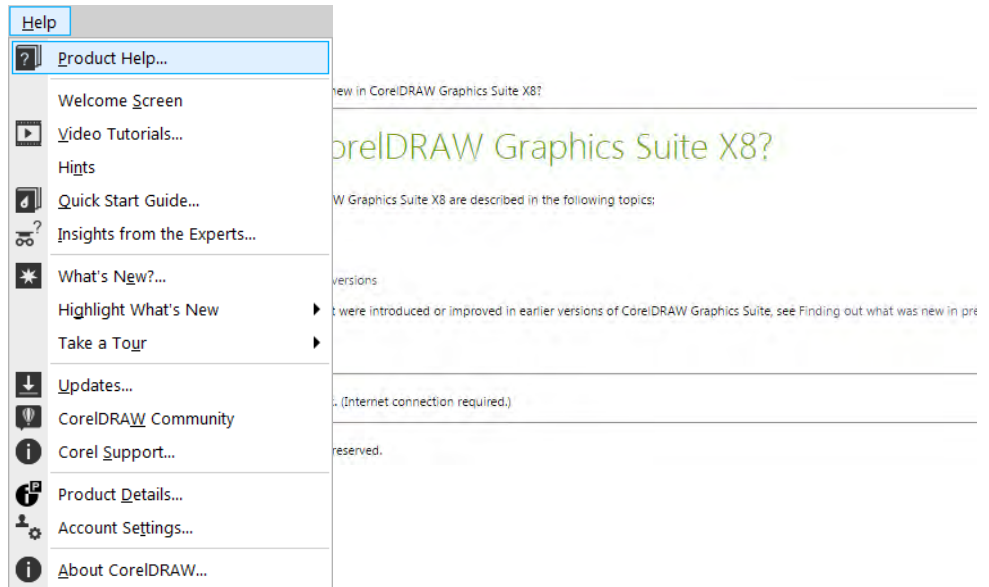 Help
Product Help...
new in CorelDRAW Graphics Suite X8?
Welcome Screen
Video Tutorials...
orelDRAW Graphics Suite X8?
Hints
Quick Start Guide...
W Graphics Suite X8 are described in the following topics:
Insights from the Experts...
What's New?...
versions
Highlight What's New
t were introduced or improved in earlier versions of CorelDRAW Graphics Suite, see Finding out what was new in pre
Take a Tour
Updates...
. (Internet connection required.)
CorelDRAW Community
Corel Support...
reserved.
Product Details...
Account Settings...
About CorelDRAW...